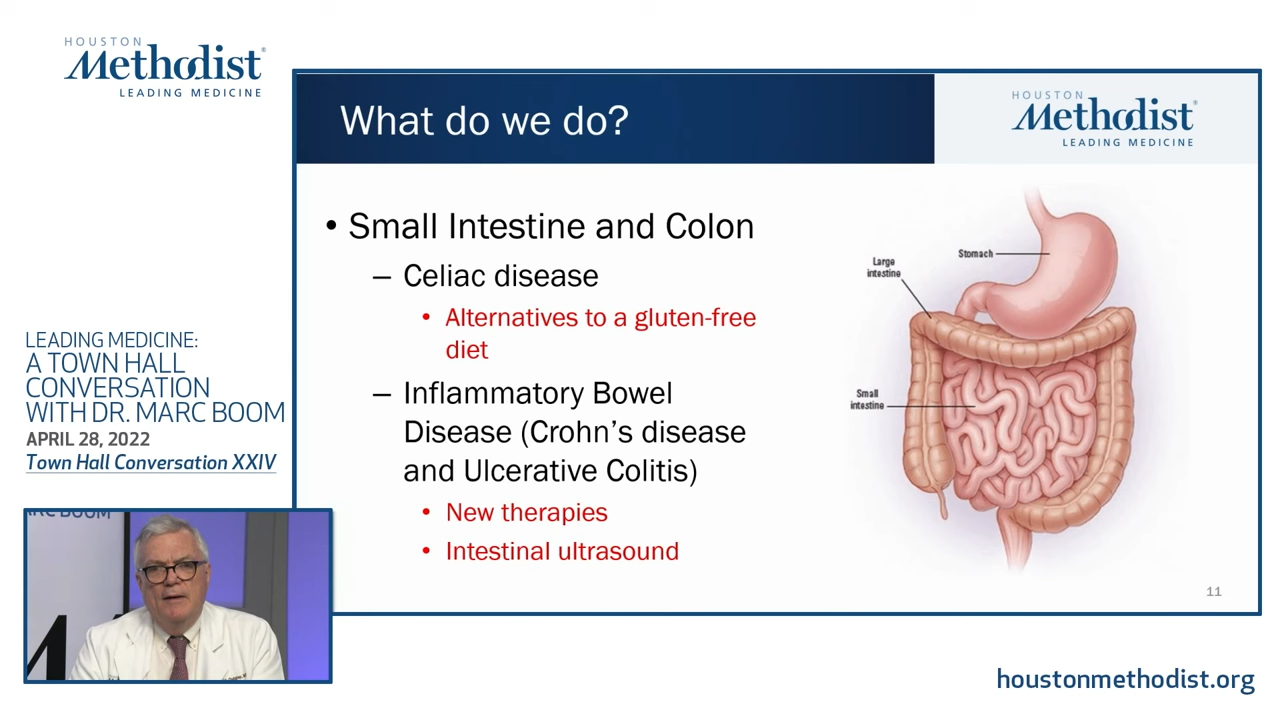 HOUSTON
Methodist®
LEADING MEDICINE
What do we do?
HOUSTON
Methodist®
LEADING MEDICINE
• Small Intestine and Colon
– Celiac disease
• Alternatives to a gluten-free
diet
– Inflammatory Bowel
Disease (Crohn’s disease
and Ulcerative Colitis)
• New therapies
• Intestinal ultrasound
Stomach
Large
intestine
Small
intestine
11
LEADING MEDICINE:
A TOWN HALL
CONVERSATION
WITH DR. MARC BOOM
APRIL 28, 2022
Town Hall Conversation XXIV
houstonmethodist.org